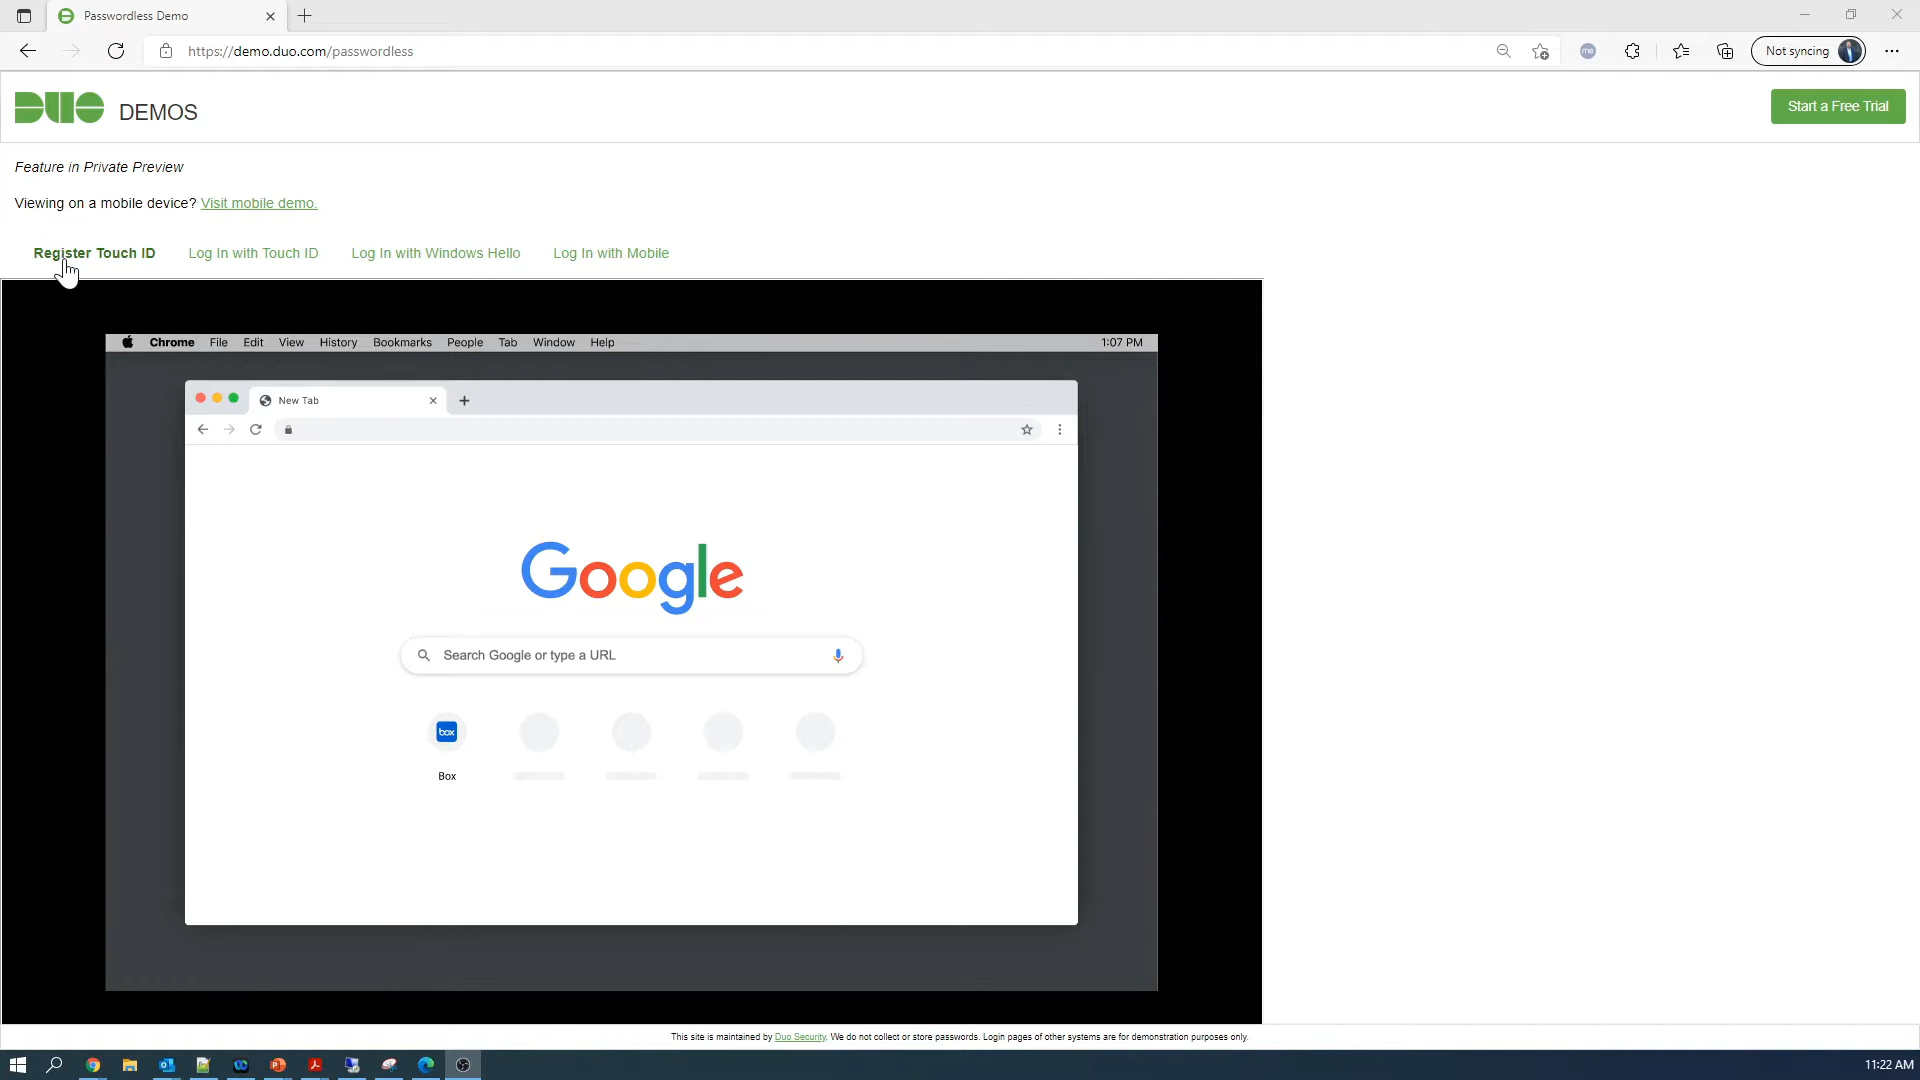 Passwordless Demo
https://demo.duo.com/passwordless
me
Not syncing
DUO DEMOS
Start a Free Trial
Feature in Private Preview
Viewing on a mobile device? Visit mobile demo.
Register Touch ID Log In with Touch ID Log In with Windows Hello Log In with Mobile
Chrome File Edit View History Bookmarks People Tab Window Help 1:07 PM
New Tab
Google
Search Google or type a URL
box
Box
This site is maintained by Duo Security. We do not collect or store passwords. Login pages of other systems are for demonstration purposes only.
11:22 AM